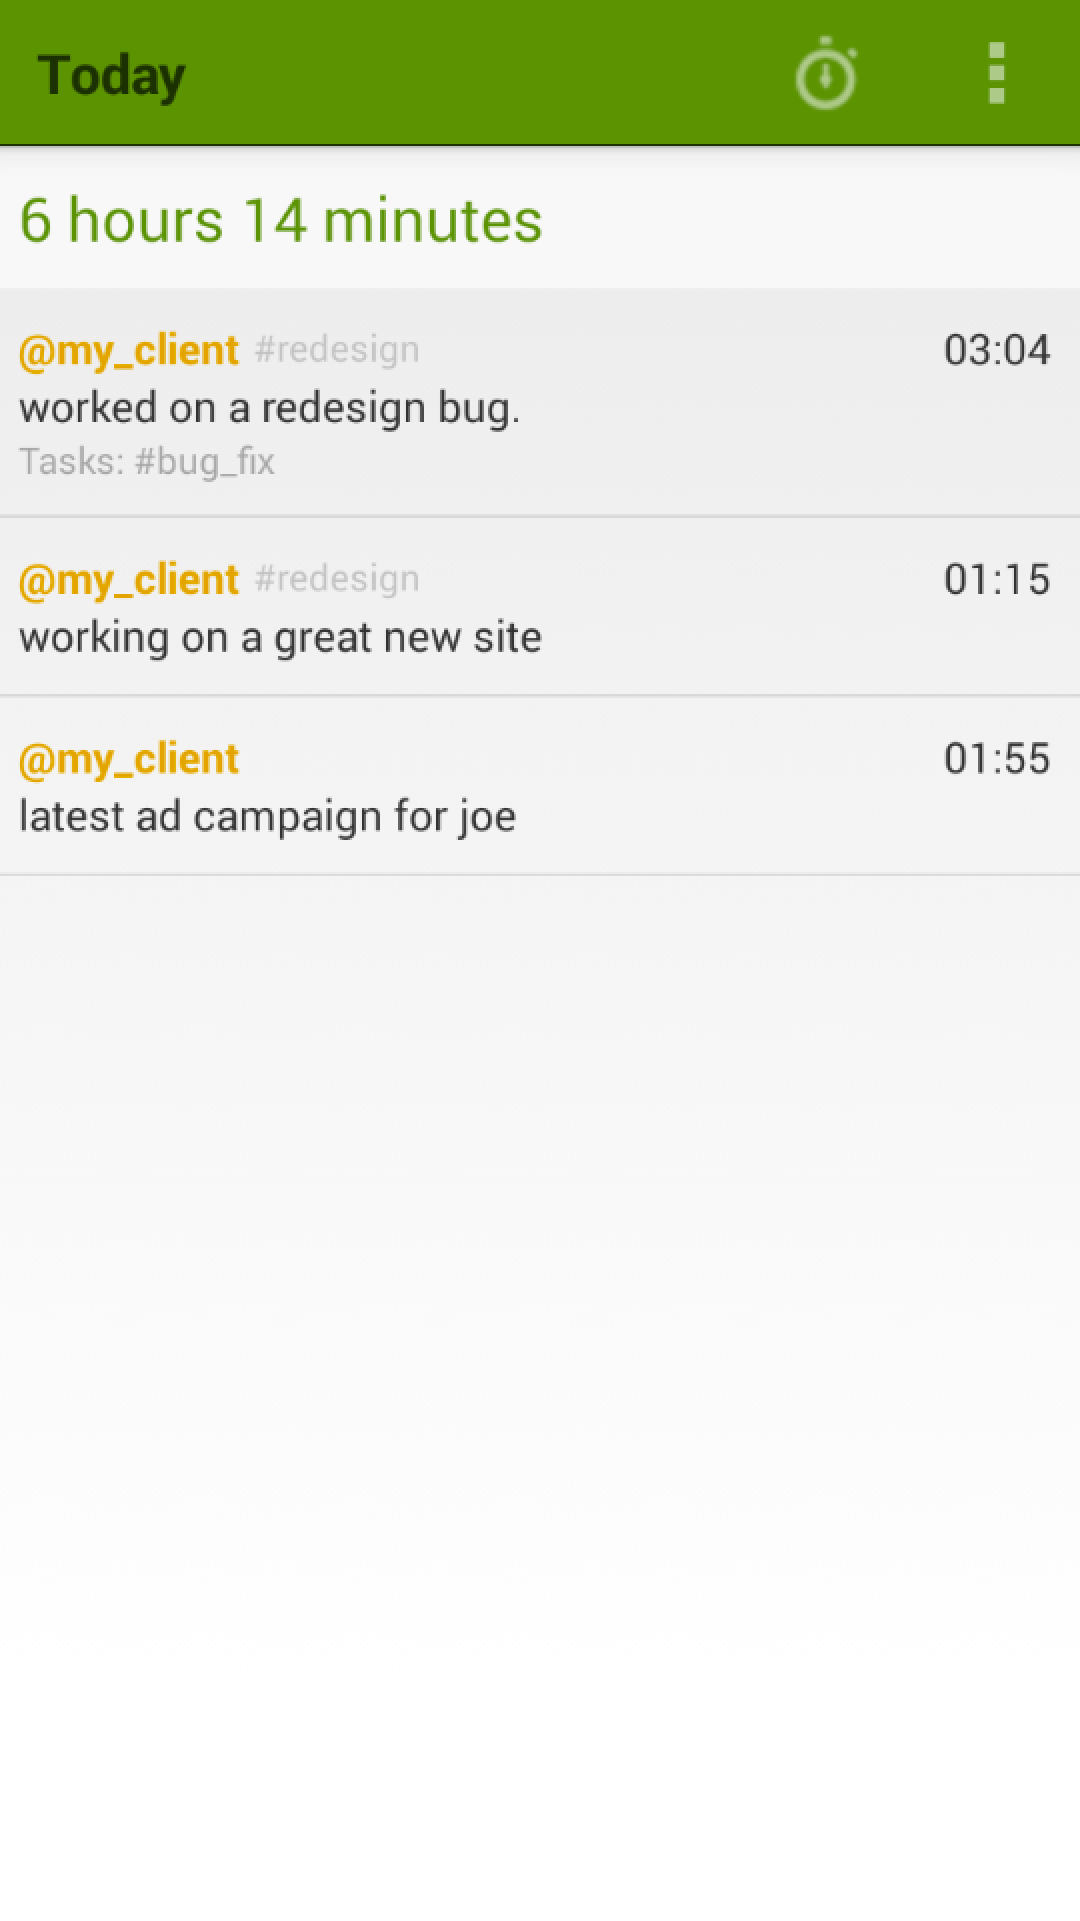 Today
6 hours 14 minutes
@my_client #redesign 03:04
worked on a redesign bug.
Tasks: #bug_fix
@my_client #redesign 01:15
working on a great new site
@my_client 01:55
latest ad campaign for joe